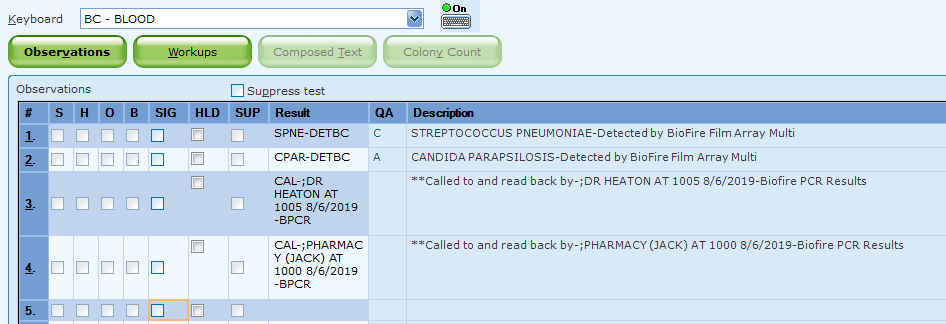 Keyboard BC - BLOOD On
Observations Workups Composed Text Colony Count
Observations Suppress test
# S H O B SIG HLD SUP Result QA Description
1. SPNE-DETBC C STREPTOCOCCUS PNEUMONIAE-Detected by BioFire Film Array Multi
2. CPAR-DETBC A CANDIDA PARAPSILOSIS-Detected by BioFire Film Array Multi
3. CAL-;DR
HEATON AT
1005 8/6/2019
-BPCR
**Called to and read back by-;DR HEATON AT 1005 8/6/2019-Biofire PCR Results
4. CAL-;PHARMAC
Y (JACK) AT
1000 8/6/2019
-BPCR
**Called to and read back by-;PHARMACY (JACK) AT 1000 8/6/2019-Biofire PCR Results
5.